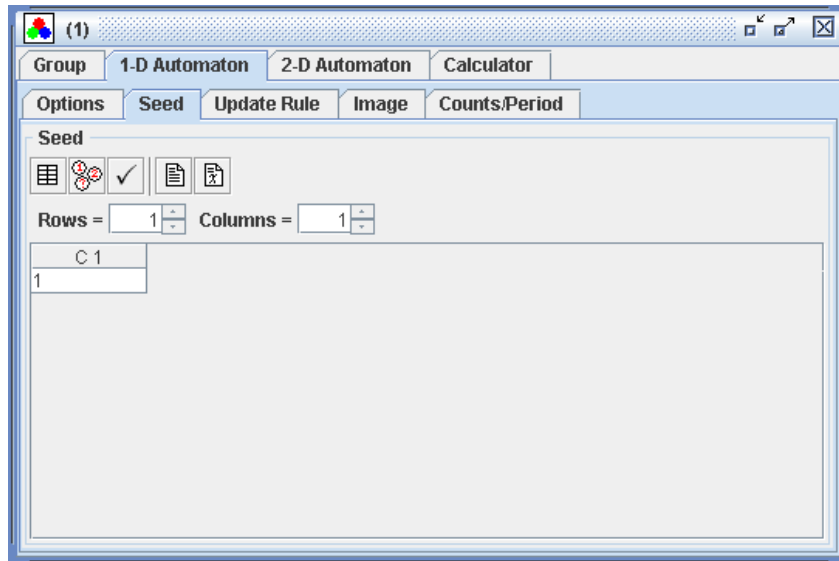 (1)
Group 1-D Automaton 2-D Automaton Calculator
Options Seed Update Rule Image Counts/Period
Seed
Rows = 1 Columns = 1
C 1
1